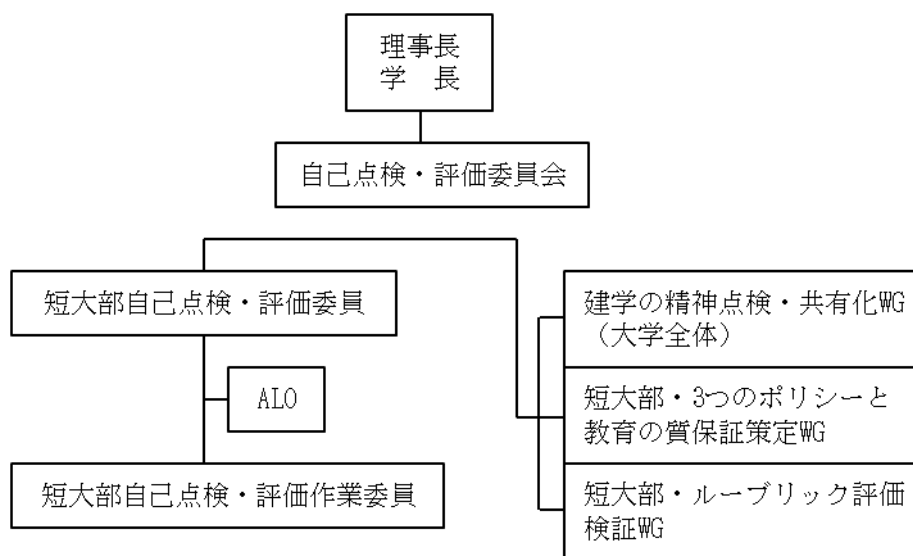 理事長
学　長
自己点検・評価委員会
短大部自己点検・評価委員
ALO
短大部自己点検・評価作業委員
建学の精神点検・共有化WG
（大学全体）
短大部・3つのポリシーと
教育の質保証策定WG
短大部・ルーブリック評価
検証WG